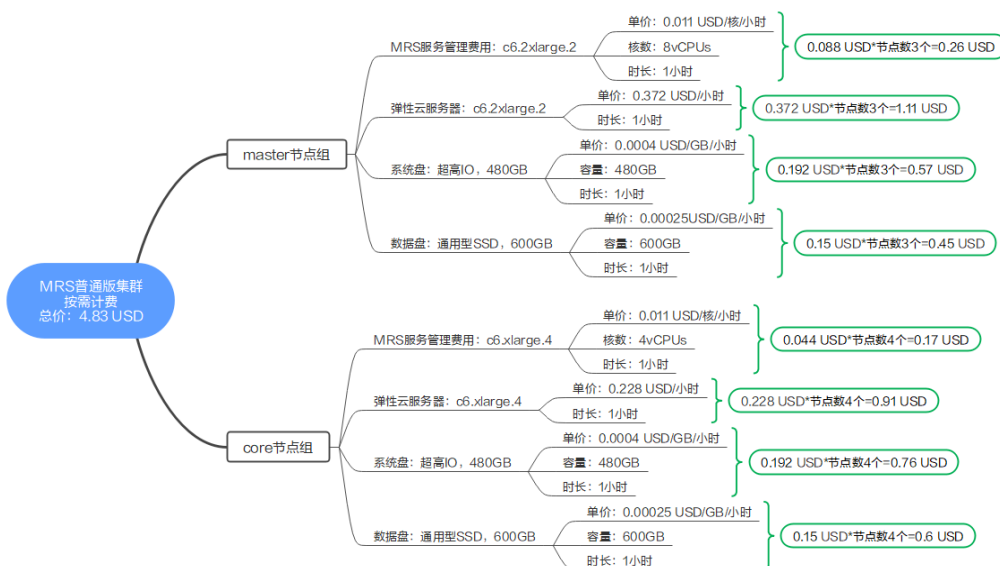 MRS普通版集群
按需计费
总价：4.83 USD
master节点组
MRS服务管理费用：c6.2xlarge.2
单价：0.011 USD/核/小时
核数：8vCPUs
时长：1小时
0.088 USD*节点数3个=0.26 USD
弹性云服务器：c6.2xlarge.2
单价：0.372 USD/小时
时长：1小时
0.372 USD*节点数3个=1.11 USD
系统盘：超高IO，480GB
单价：0.0004 USD/GB/小时
容量：480GB
时长：1小时
0.192 USD*节点数3个=0.57 USD
数据盘：通用型SSD，600GB
单价：0.00025USD/GB/小时
容量：600GB
时长：1小时
0.15 USD*节点数3个=0.45 USD
core节点组
MRS服务管理费用：c6.xlarge.4
单价：0.011 USD/核/小时
核数：4vCPUs
时长：1小时
0.044 USD*节点数4个=0.17 USD
弹性云服务器：c6.xlarge.4
单价：0.228 USD/小时
时长：1小时
0.228 USD*节点数4个=0.91 USD
系统盘：超高IO，480GB
单价：0.0004 USD/GB/小时
容量：480GB
时长：1小时
0.192 USD*节点数4个=0.76 USD
数据盘：通用型SSD，600GB
单价：0.00025 USD/GB/小时
容量：600GB
时长：1小时
0.15 USD*节点数4个=0.6 USD